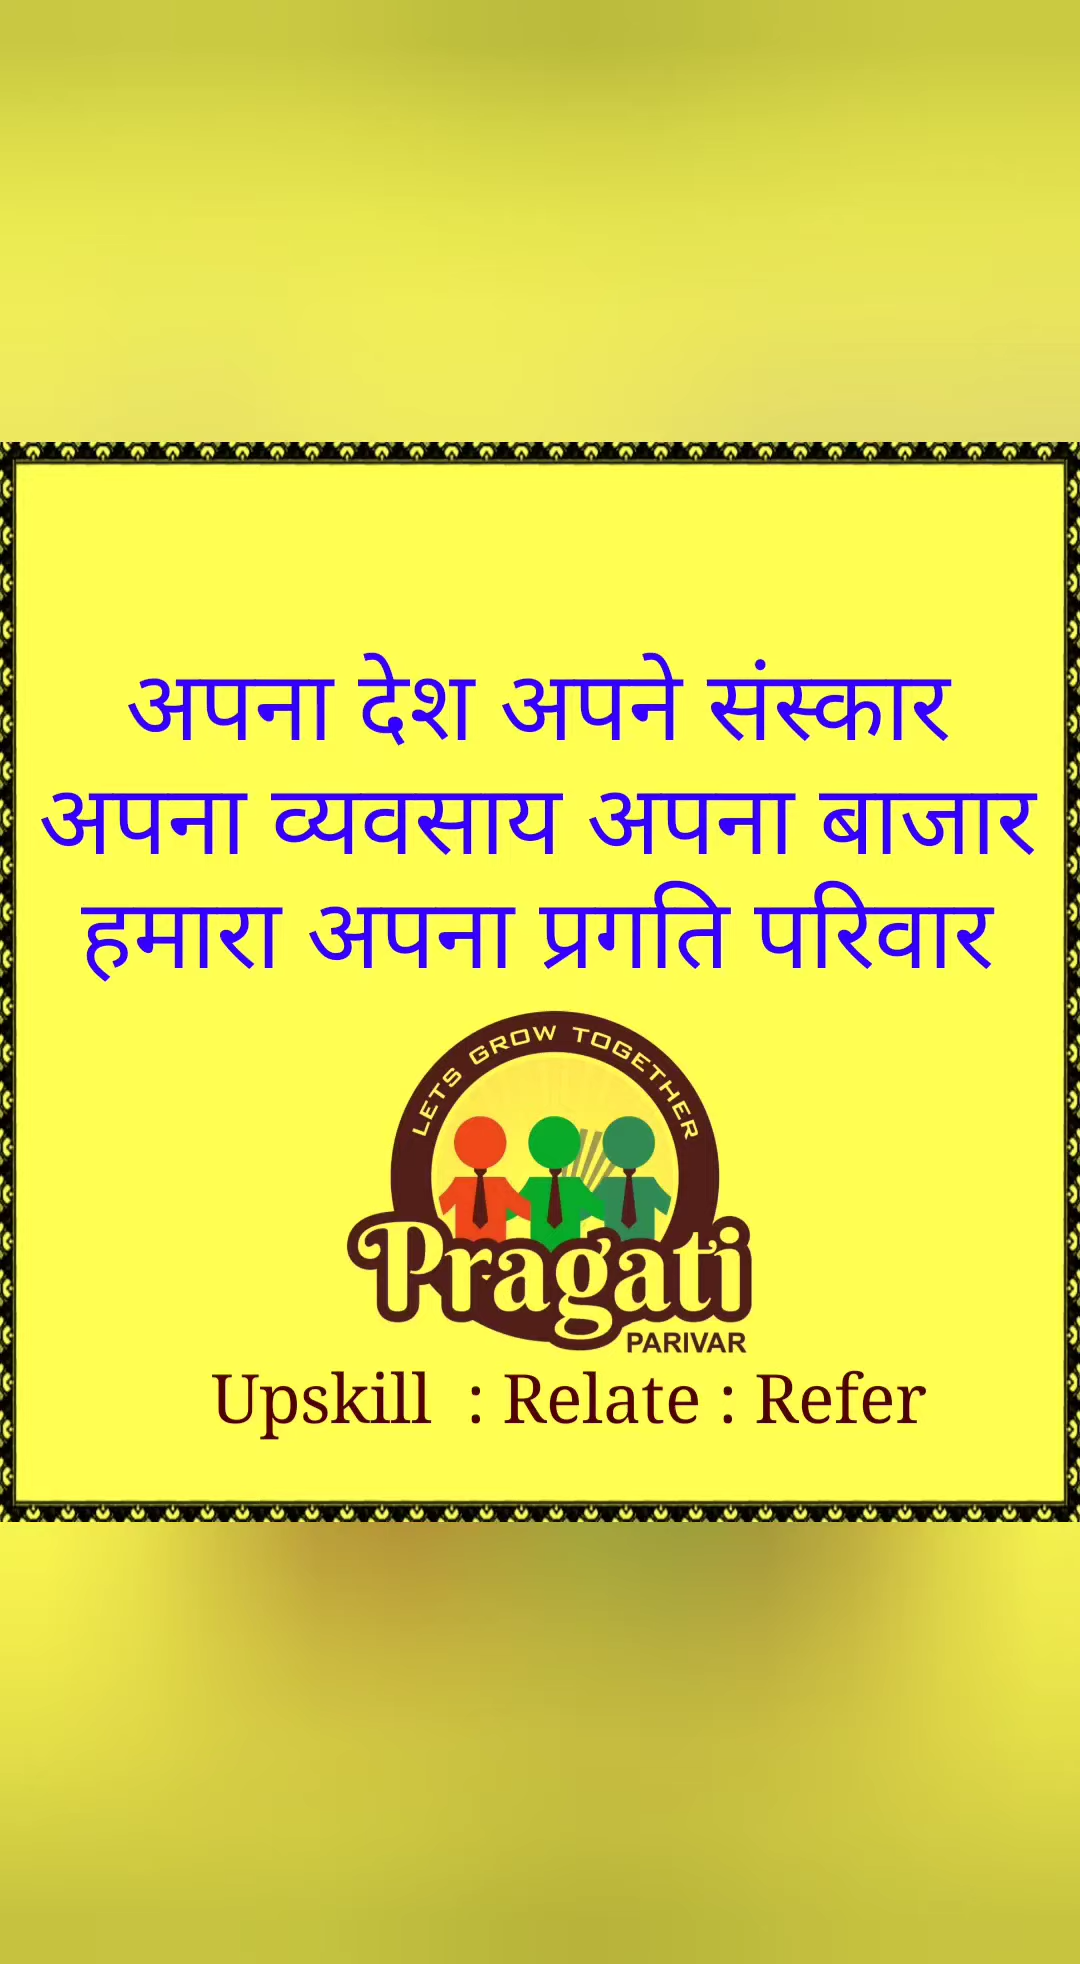 अपना देश अपने संस्कार
अपना व्यवसाय अपना बाजार
हमारा अपना प्रगति परिवार
LETS GROW TOGETHER
Pragati
PARIVAR
Upskill : Relate : Refer